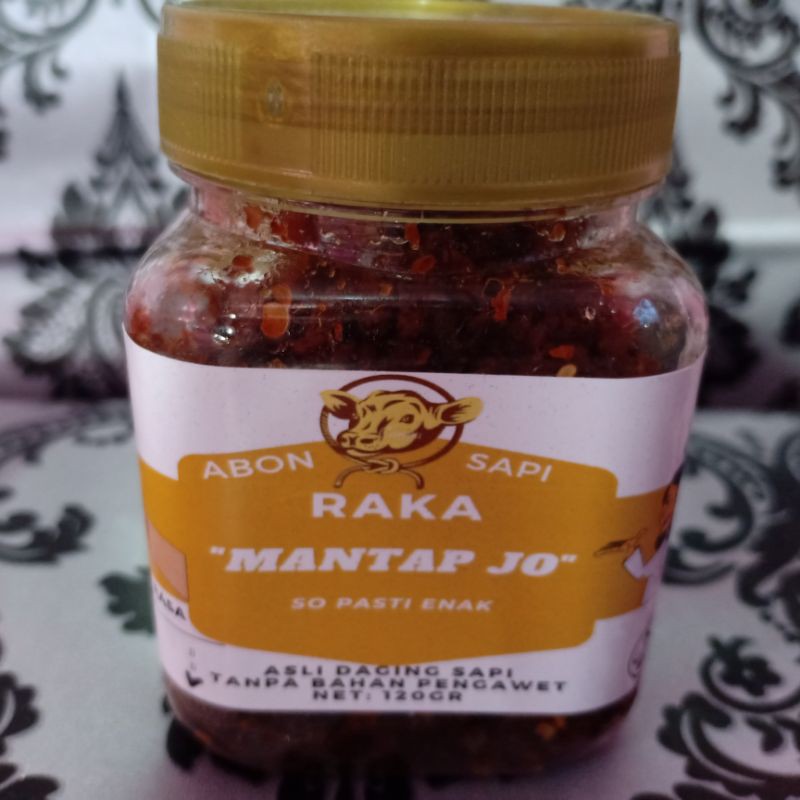 ABON SAPI
RAKA
"MANTAP JO"
SO PASTI ENAK
ASLI DAGING SAPI
TANPA BAHAN PENGAWET
NET: 120GR